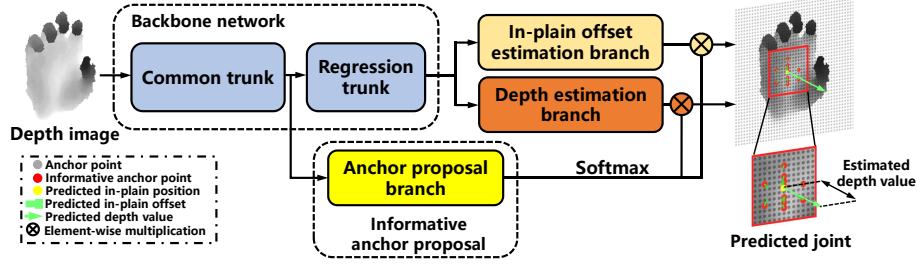 Backbone network
Common trunk
Regression
trunk
In-plain offset
estimation branch
Depth estimation
branch
Depth image
Anchor point
Informative anchor point
Predicted in-plain position
Predicted in-plain offset
Predicted depth value
Element-wise multiplication
Anchor proposal
branch
Informative
anchor proposal
Softmax
Estimated
depth value
Predicted joint